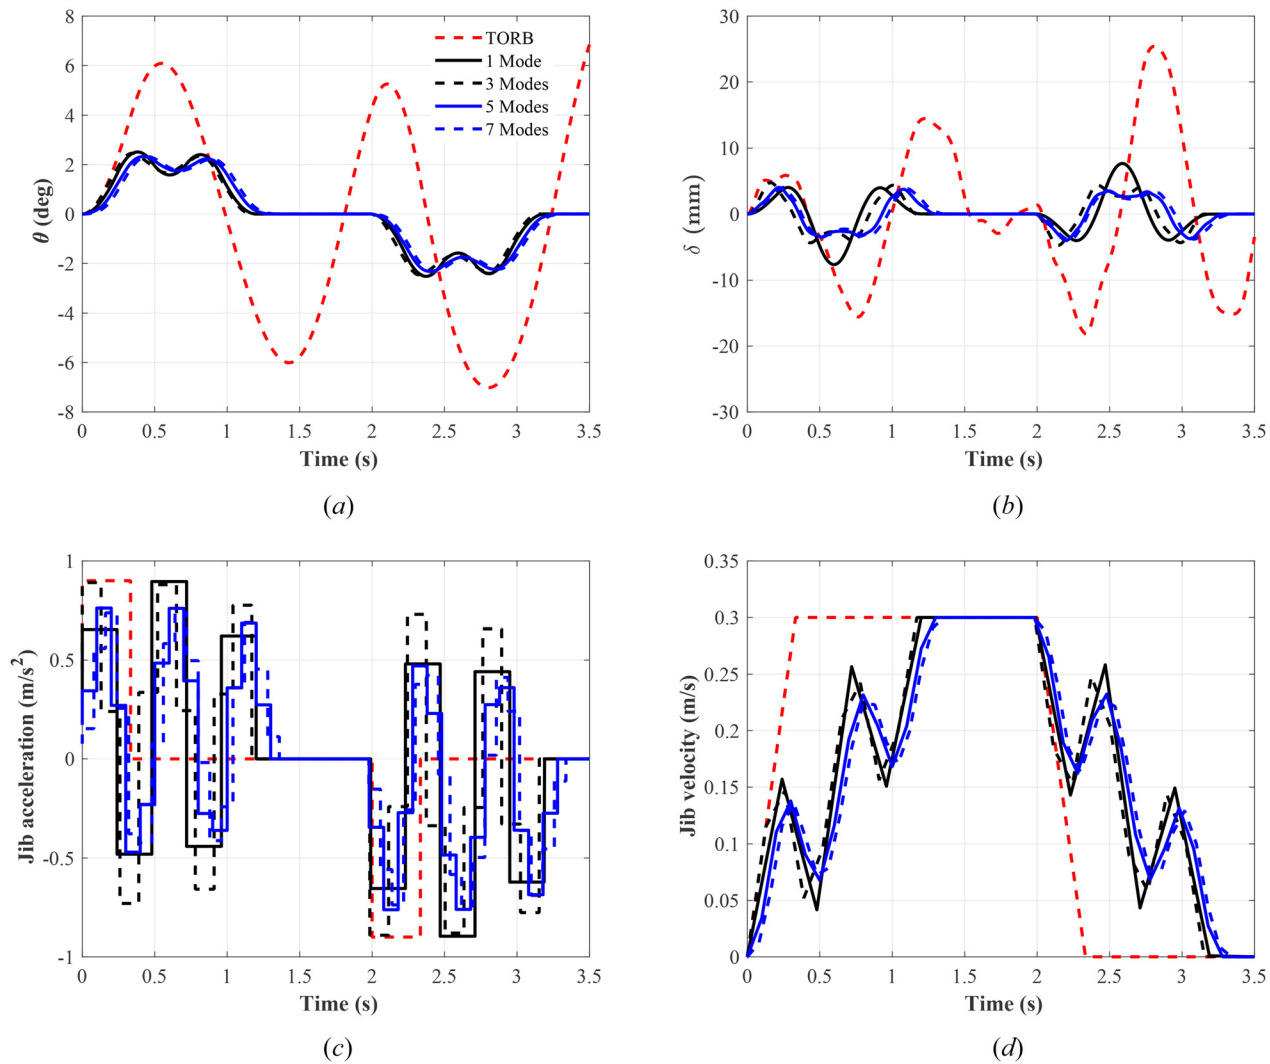 8
6
4
2
0
-2
-4
-6
-8
θ (deg)
TORB
1 Mode
3 Modes
5 Modes
7 Modes
0 0.5 1 1.5 2 2.5 3 3.5
Time (s)
(a)
30
20
10
0
-10
-20
-30
δ (mm)
0 0.5 1 1.5 2 2.5 3 3.5
Time (s)
(b)
1
0.5
0
-0.5
-1
Jib acceleration (m/s²)
0 0.5 1 1.5 2 2.5 3 3.5
Time (s)
(c)
0.35
0.3
0.25
0.2
0.15
0.1
0.05
0
Jib velocity (m/s)
0 0.5 1 1.5 2 2.5 3 3.5
Time (s)
(d)